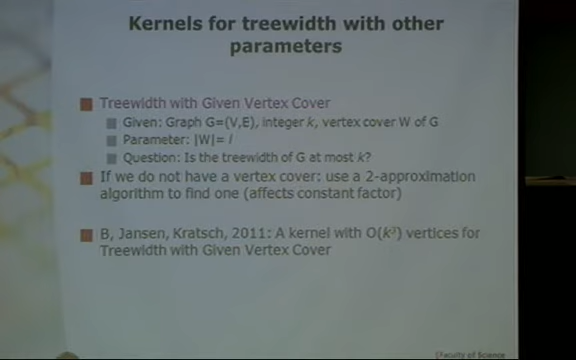 Kernels for treewidth with other
parameters
Treewidth with Given Vertex Cover
Given: Graph G=(V,E), integer k, vertex cover W of G
Parameter: |W|= l
Question: Is the treewidth of G at most k?
If we do not have a vertex cover: use a 2-approximation
algorithm to find one (affects constant factor)
B, Jansen, Kratsch, 2011: A kernel with O(k³) vertices for
Treewidth with Given Vertex Cover
Faculty of Science